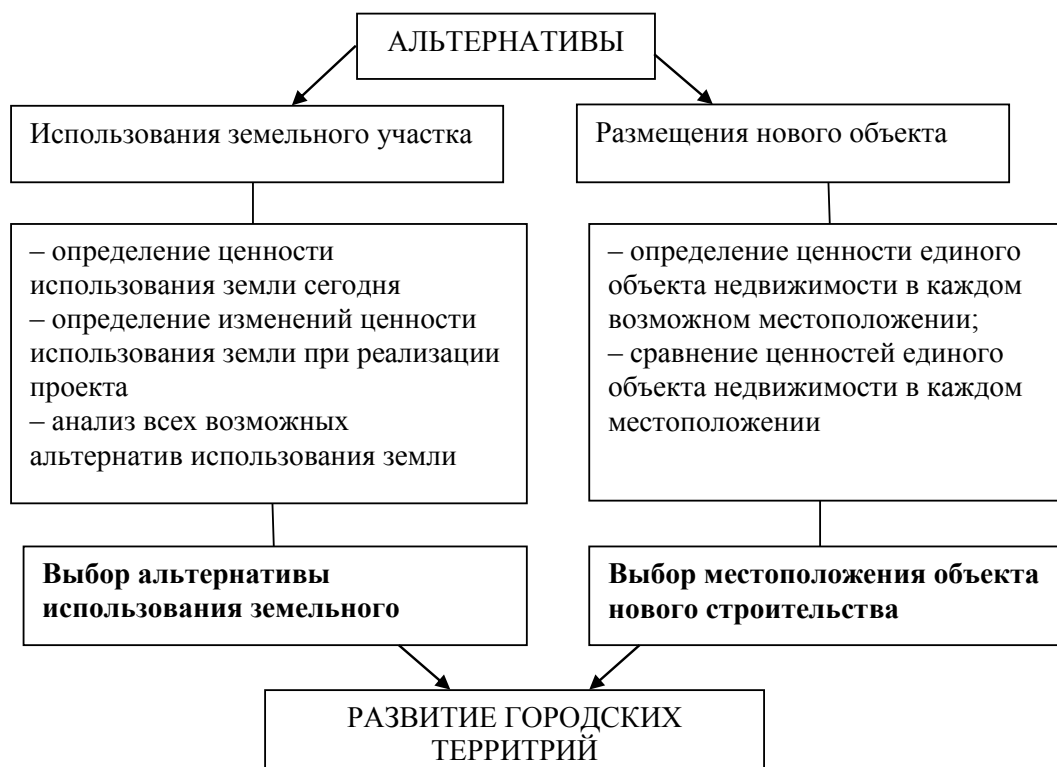 АЛЬТЕРНАТИВЫ
Использования земельного участка
Размещения нового объекта
– определение ценности
использования земли сегодня
– определение изменений ценности
использования земли при реализации
проекта
– анализ всех возможных
альтернатив использования земли
– определение ценности единого
объекта недвижимости в каждом
возможном местоположении;
– сравнение ценностей единого
объекта недвижимости в каждом
местоположении
Выбор альтернативы
использования земельного
Выбор местоположения объекта
нового строительства
РАЗВИТИЕ ГОРОДСКИХ
ТЕРРИТРИЙ